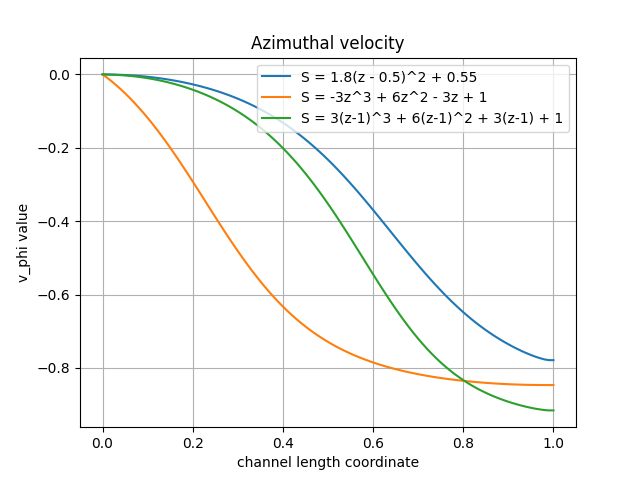 Azimuthal velocity
S = 1.8(z - 0.5)^2 + 0.55
S = -3z^3 + 6z^2 - 3z + 1
S = 3(z-1)^3 + 6(z-1)^2 + 3(z-1) + 1
v_phi value
0.0
−0.2
−0.4
−0.6
−0.8
0.0 0.2 0.4 0.6 0.8 1.0
channel length coordinate